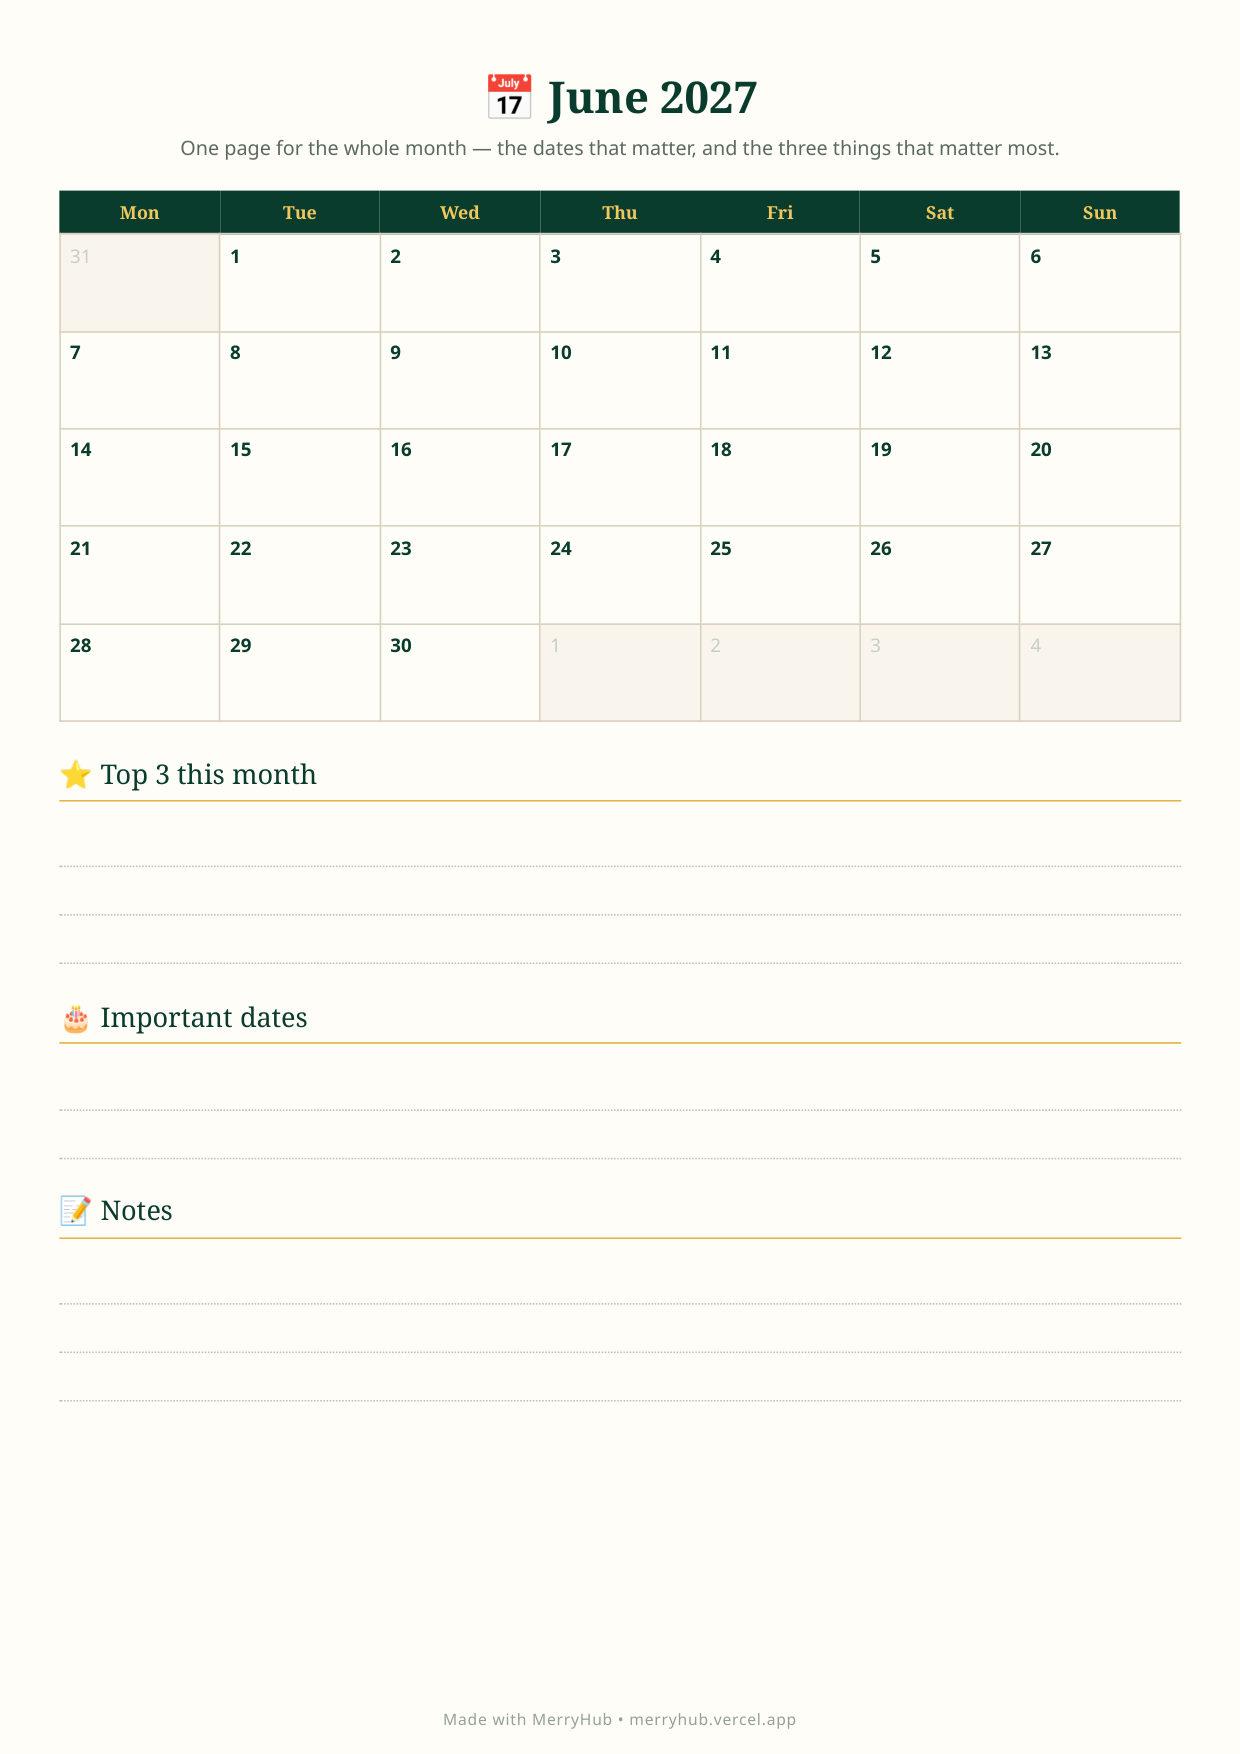 📅 June 2027
One page for the whole month — the dates that matter, and the three things that matter most.
Mon Tue Wed Thu Fri Sat Sun
31 1 2 3 4 5 6
7 8 9 10 11 12 13
14 15 16 17 18 19 20
21 22 23 24 25 26 27
28 29 30 1 2 3 4
⭐ Top 3 this month
🎂 Important dates
📝 Notes
Made with MerryHub • merryhub.vercel.app